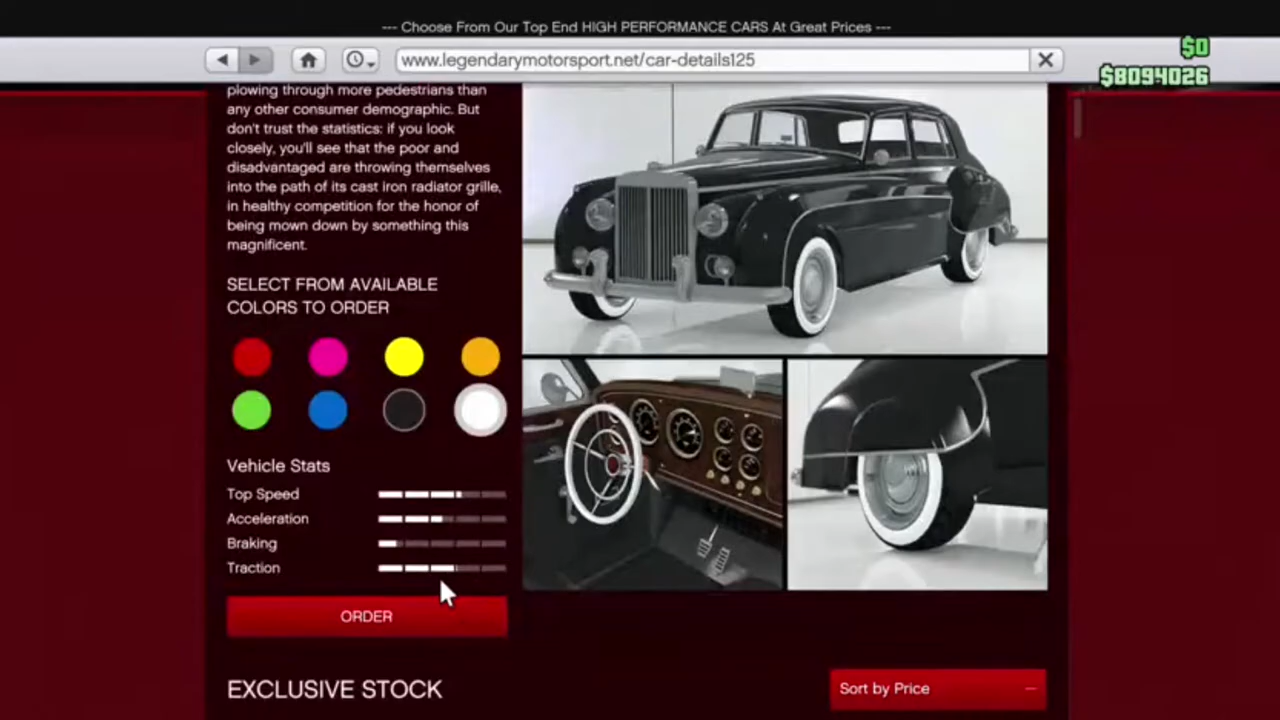 --- Choose From Our Top End HIGH PERFORMANCE CARS At Great Prices ---
www.legendarymotorsport.net/car-details125
$0
$8094026
plowing through more pedestrians than
any other consumer demographic. But
don't trust the statistics: if you look
closely, you'll see that the poor and
disadvantaged are throwing themselves
into the path of its cast iron radiator grille,
in healthy competition for the honor of
being mown down by something this
magnificent.
SELECT FROM AVAILABLE
COLORS TO ORDER
Vehicle Stats
Top Speed
Acceleration
Braking
Traction
ORDER
EXCLUSIVE STOCK
Sort by Price